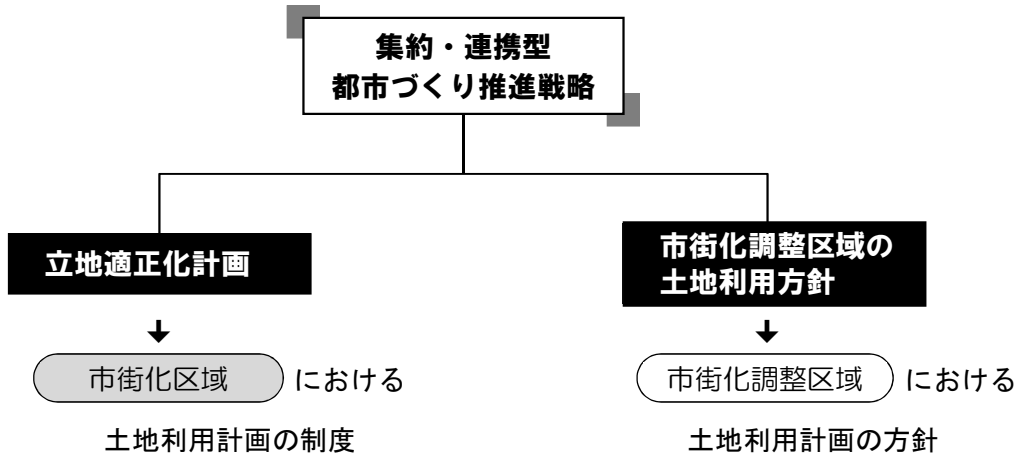 集約・連携型
都市づくり推進戦略
立地適正化計画
市街化区域 における
土地利用計画の制度
市街化調整区域の
土地利用方針
市街化調整区域 における
土地利用計画の方針